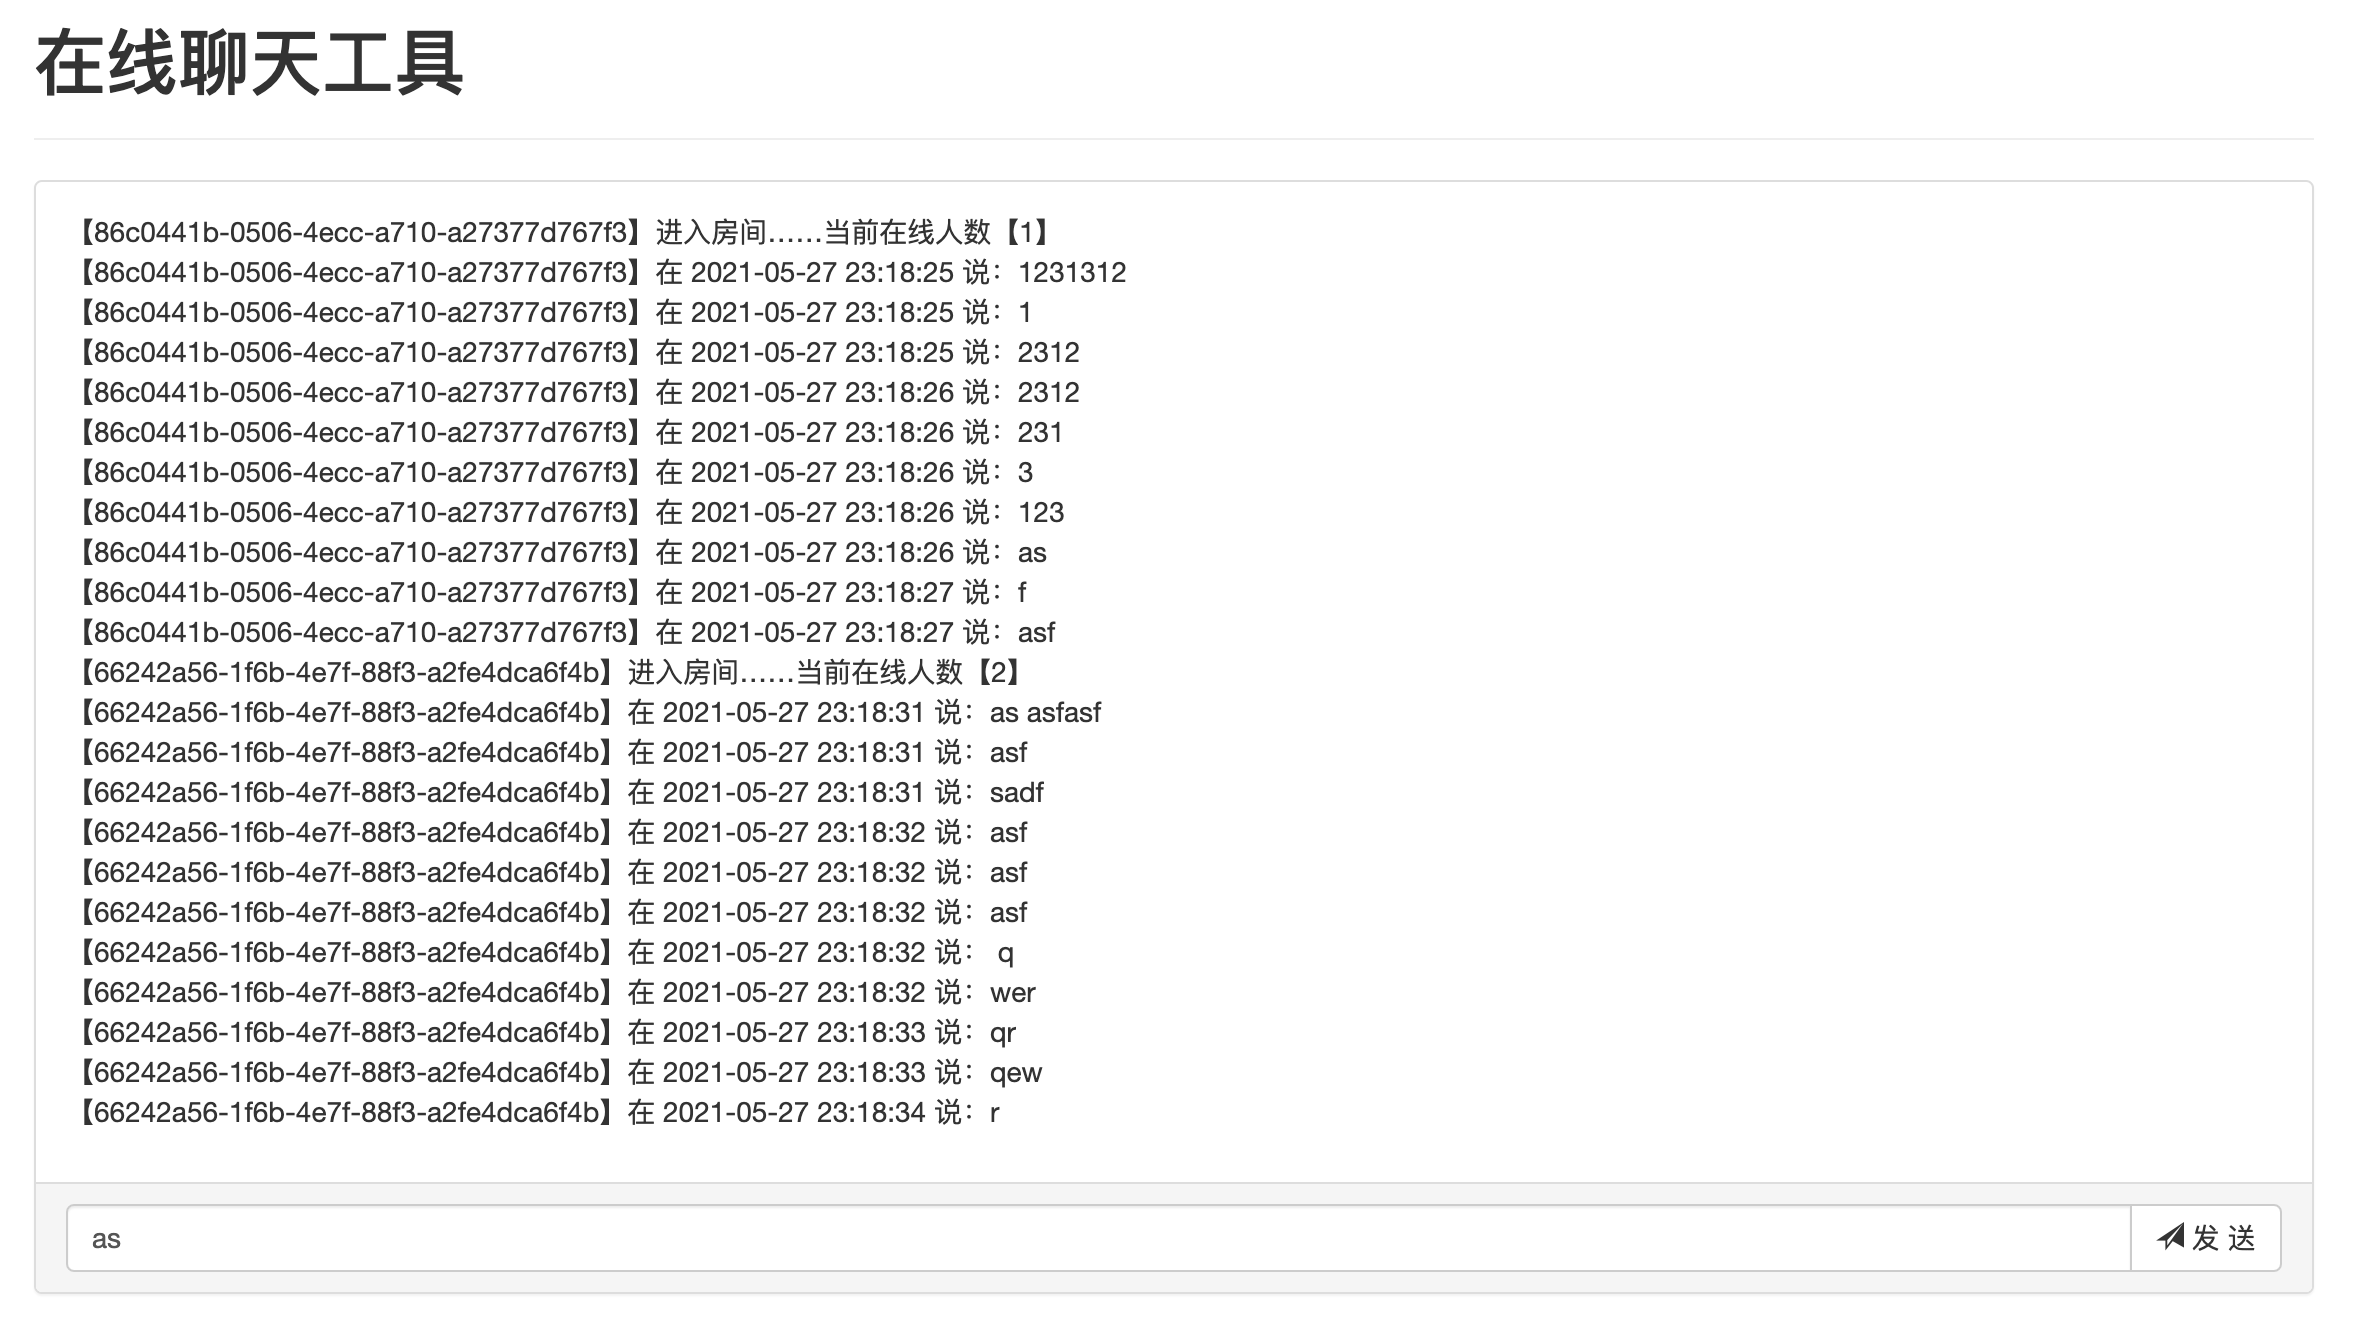 在线聊天工具
【86c0441b-0506-4ecc-a710-a27377d767f3】进入房间……当前在线人数【1】
【86c0441b-0506-4ecc-a710-a27377d767f3】在 2021-05-27 23:18:25 说：1231312
【86c0441b-0506-4ecc-a710-a27377d767f3】在 2021-05-27 23:18:25 说：1
【86c0441b-0506-4ecc-a710-a27377d767f3】在 2021-05-27 23:18:25 说：2312
【86c0441b-0506-4ecc-a710-a27377d767f3】在 2021-05-27 23:18:26 说：2312
【86c0441b-0506-4ecc-a710-a27377d767f3】在 2021-05-27 23:18:26 说：231
【86c0441b-0506-4ecc-a710-a27377d767f3】在 2021-05-27 23:18:26 说：3
【86c0441b-0506-4ecc-a710-a27377d767f3】在 2021-05-27 23:18:26 说：123
【86c0441b-0506-4ecc-a710-a27377d767f3】在 2021-05-27 23:18:26 说：as
【86c0441b-0506-4ecc-a710-a27377d767f3】在 2021-05-27 23:18:27 说：f
【86c0441b-0506-4ecc-a710-a27377d767f3】在 2021-05-27 23:18:27 说：asf
【66242a56-1f6b-4e7f-88f3-a2fe4dca6f4b】进入房间……当前在线人数【2】
【66242a56-1f6b-4e7f-88f3-a2fe4dca6f4b】在 2021-05-27 23:18:31 说：as asfasf
【66242a56-1f6b-4e7f-88f3-a2fe4dca6f4b】在 2021-05-27 23:18:31 说：asf
【66242a56-1f6b-4e7f-88f3-a2fe4dca6f4b】在 2021-05-27 23:18:31 说：sadf
【66242a56-1f6b-4e7f-88f3-a2fe4dca6f4b】在 2021-05-27 23:18:32 说：asf
【66242a56-1f6b-4e7f-88f3-a2fe4dca6f4b】在 2021-05-27 23:18:32 说：asf
【66242a56-1f6b-4e7f-88f3-a2fe4dca6f4b】在 2021-05-27 23:18:32 说：asf
【66242a56-1f6b-4e7f-88f3-a2fe4dca6f4b】在 2021-05-27 23:18:32 说： q
【66242a56-1f6b-4e7f-88f3-a2fe4dca6f4b】在 2021-05-27 23:18:32 说：wer
【66242a56-1f6b-4e7f-88f3-a2fe4dca6f4b】在 2021-05-27 23:18:33 说：qr
【66242a56-1f6b-4e7f-88f3-a2fe4dca6f4b】在 2021-05-27 23:18:33 说：qew
【66242a56-1f6b-4e7f-88f3-a2fe4dca6f4b】在 2021-05-27 23:18:34 说：r
as 发 送